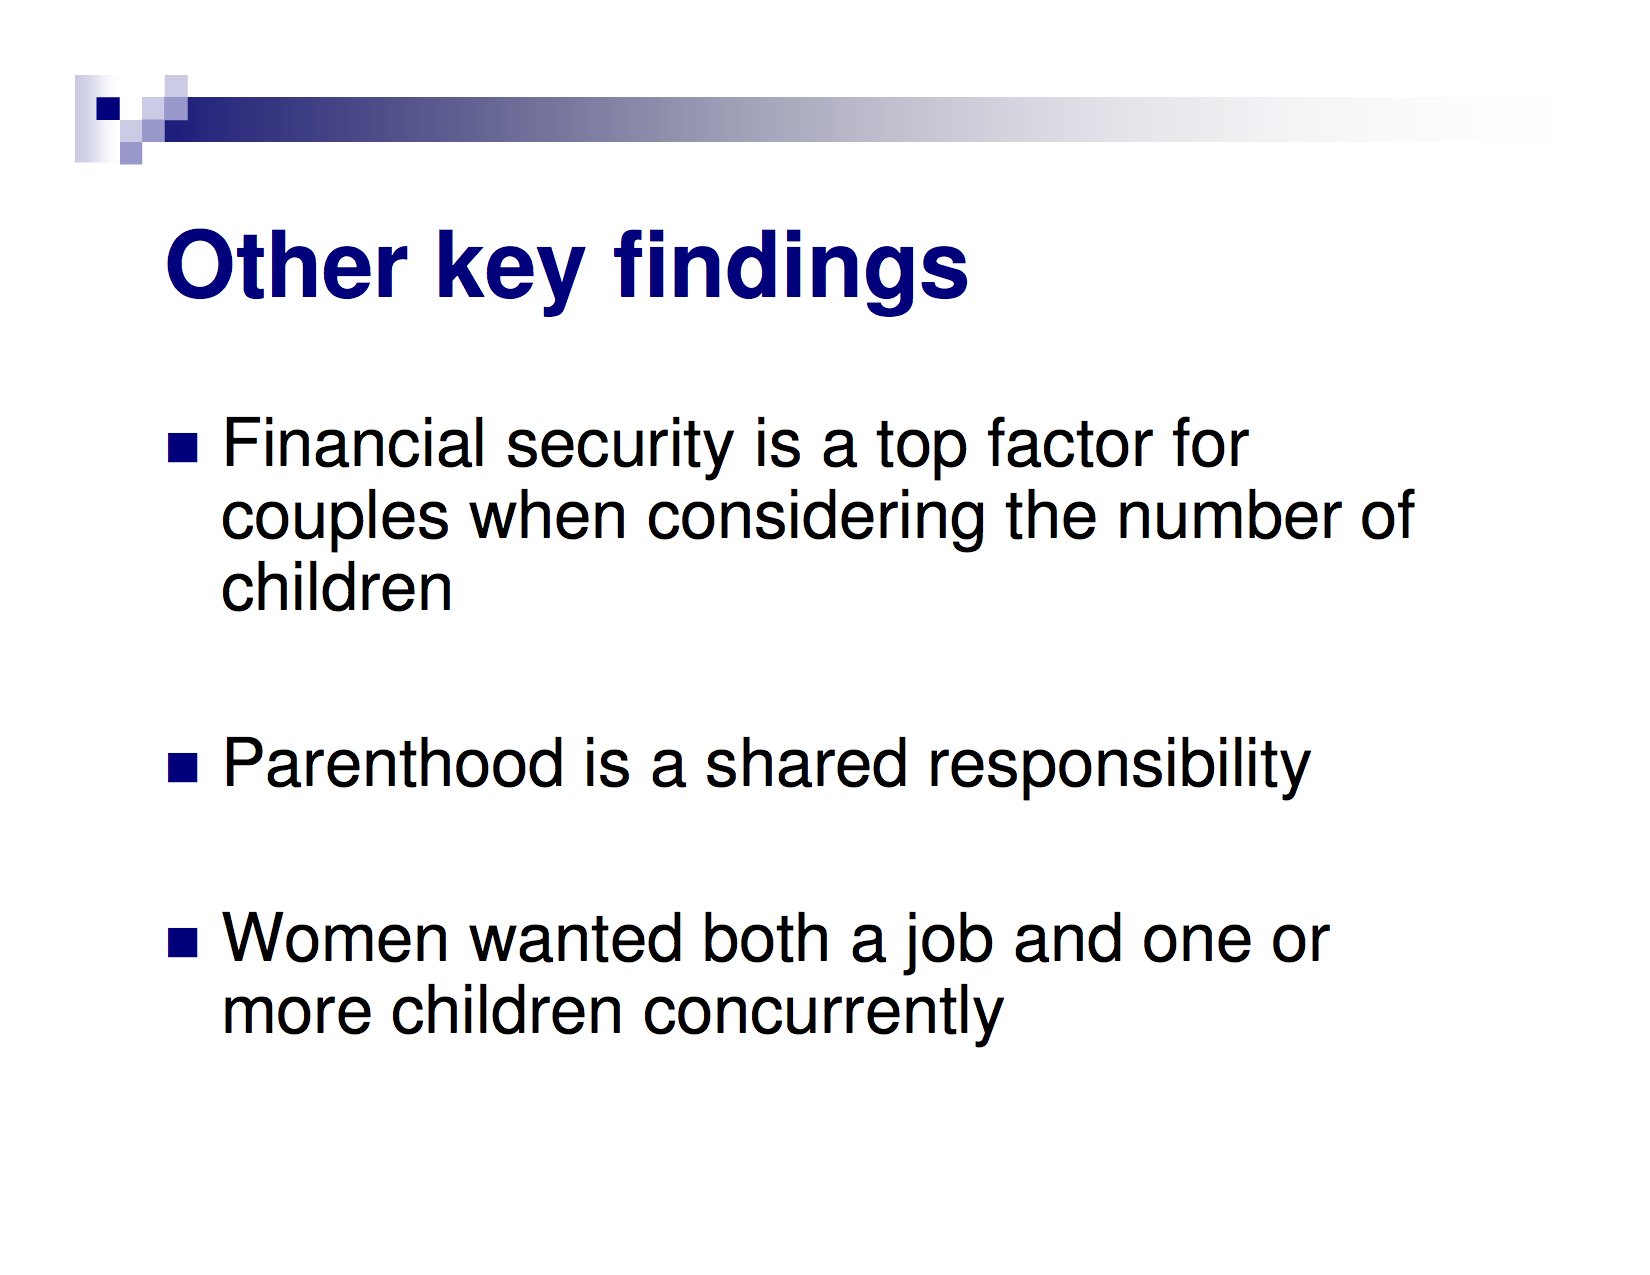 Other key findings
Financial security is a top factor for
couples when considering the number of
children
Parenthood is a shared responsibility
Women wanted both a job and one or
more children concurrently